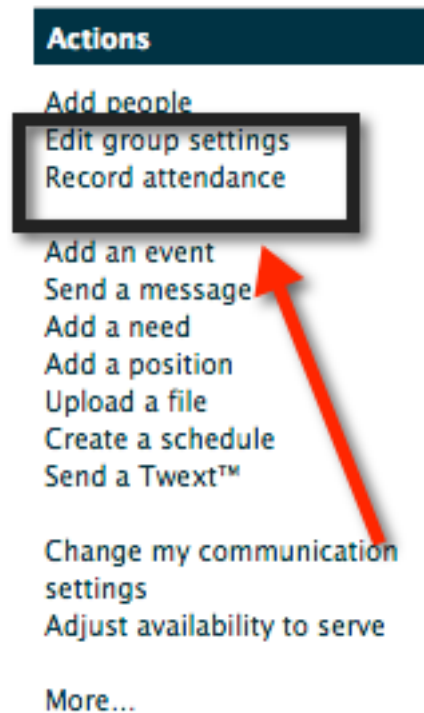 Actions
Add people
Edit group settings
Record attendance
Add an event
Send a message
Add a need
Add a position
Upload a file
Create a schedule
Send a Twext™
Change my communication
settings
Adjust availability to serve
More...